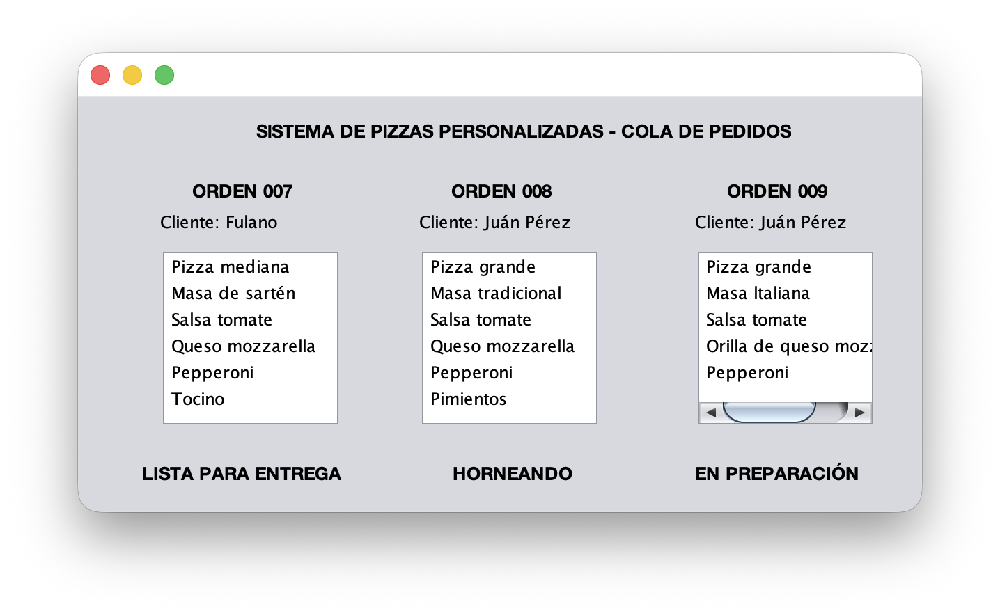 SISTEMA DE PIZZAS PERSONALIZADAS - COLA DE PEDIDOS
ORDEN 007
Cliente: Fulano
Pizza mediana
Masa de sartén
Salsa tomate
Queso mozzarella
Pepperoni
Tocino
LISTA PARA ENTREGA
ORDEN 008
Cliente: Juán Pérez
Pizza grande
Masa tradicional
Salsa tomate
Queso mozzarella
Pepperoni
Pimientos
HORNEANDO
ORDEN 009
Cliente: Juán Pérez
Pizza grande
Masa Italiana
Salsa tomate
Orilla de queso
Pepperoni
EN PREPARACIÓN